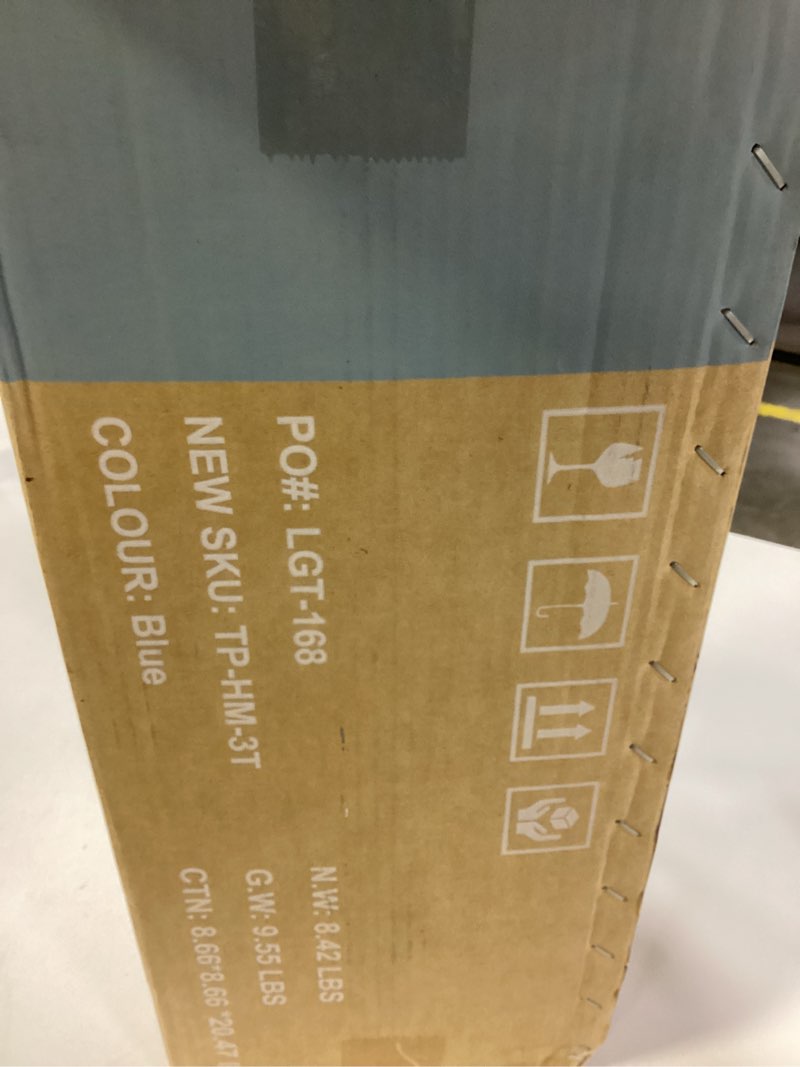 PO#: LGT-168
NEW SKU: TP-HM-3T
COLOUR: Blue
N.W: 8.42 LBS
G.W: 9.55 LBS
CTN: 8.66*8.66 *20.47